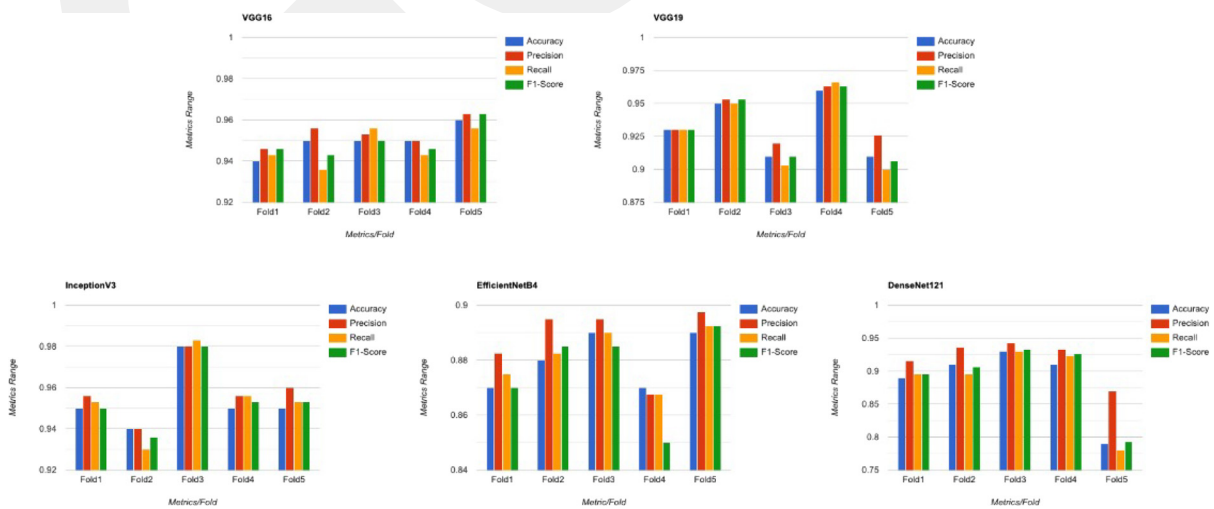 VGG16
1
0.98
0.96
0.94
0.92
Metrics Range
Fold1 Fold2 Fold3 Fold4 Fold5
Metrics/Fold
Accuracy
Precision
Recall
F1-Score
VGG19
1
0.975
0.95
0.925
0.9
0.875
Metrics Range
Fold1 Fold2 Fold3 Fold4 Fold5
Metrics/Fold
Accuracy
Precision
Recall
F1-Score
InceptionV3
1
0.98
0.96
0.94
0.92
Metrics Range
Fold1 Fold2 Fold3 Fold4 Fold5
Metrics/Fold
Accuracy
Precision
Recall
F1-Score
EfficientNetB4
0.9
0.88
0.86
0.84
Metrics Range
Fold1 Fold2 Fold3 Fold4 Fold5
Metric/Fold
Accuracy
Precision
Recall
F1-Score
DenseNet121
1
0.95
0.9
0.85
0.8
0.75
Metrics Range
Fold1 Fold2 Fold3 Fold4 Fold5
Metrics/Fold
Accuracy
Precision
Recall
F1-Score